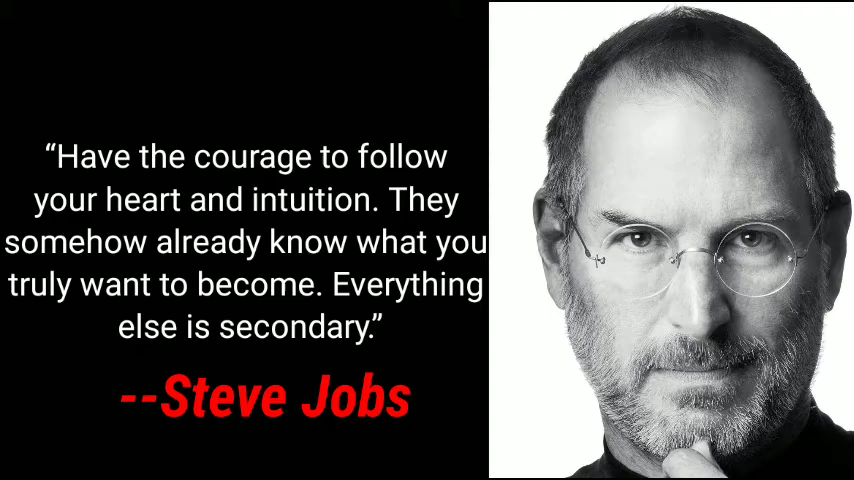 “Have the courage to follow
your heart and intuition. They
somehow already know what you
truly want to become. Everything
else is secondary.”
--Steve Jobs